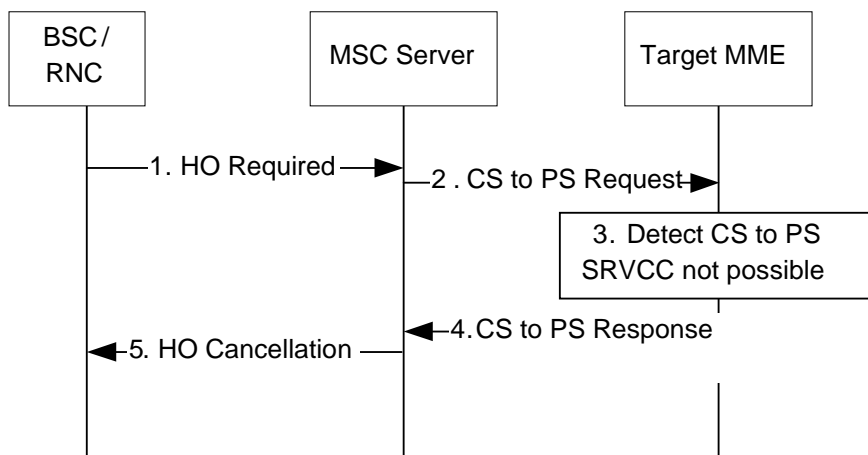 BSC/
RNC
MSC Server
Target MME
1. HO Required
2 . CS to PS Request
3. Detect CS to PS
SRVCC not possible
4.CS to PS Response
5. HO Cancellation